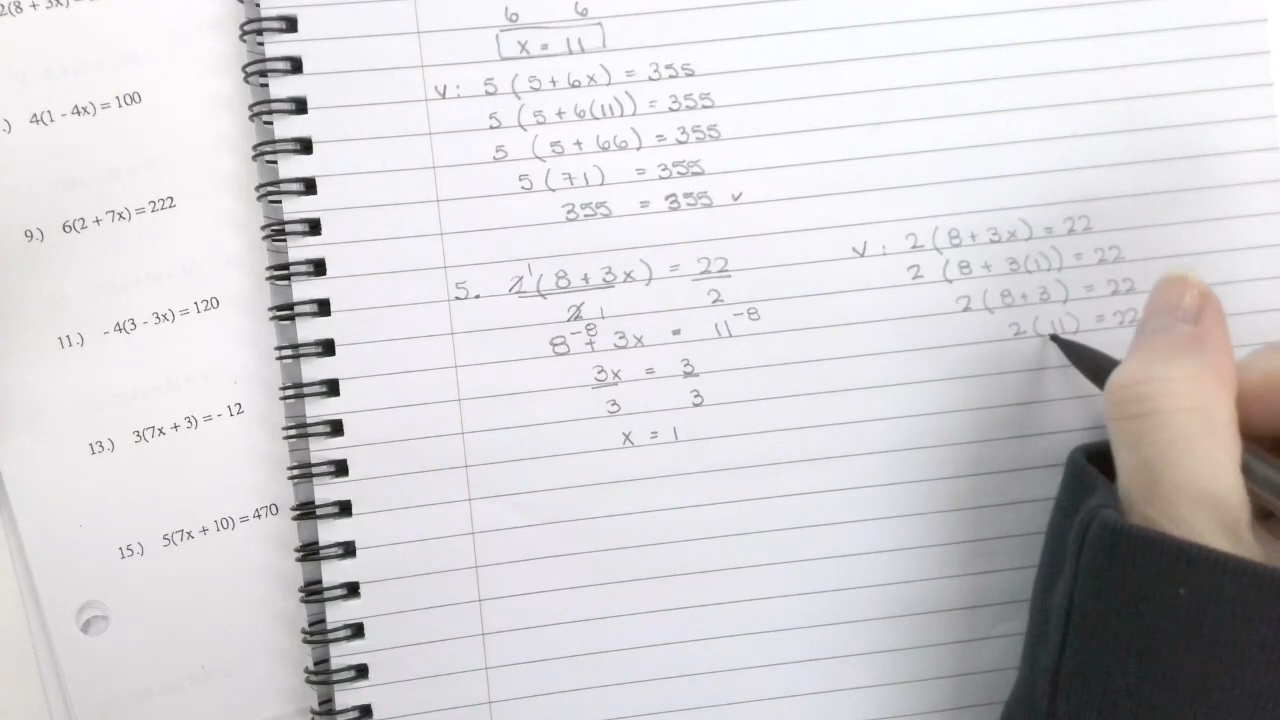 2(8 + 3x)
.) 4(1 - 4x) = 100
9.) 6(2 + 7x) = 222
11.) - 4(3 - 3x) = 120
13.) 3(7x + 3) = - 12
15.) 5(7x + 10) = 470
6 6
x = 11
V: 5 (5+6x) = 355
5 (5+6(11)) = 355
5 (5+66) = 355
5 (71) = 355
355 = 355 ✓
5. 2¹(8 + 3x) = 22
2 1 2
8⁻⁸ + 3x = 11⁻⁸
3x = 3
3 3
x = 1
V: 2 (8+3x) = 22
2 (8+ 3(1)) = 22
2 (8+3) = 22
2 (11) = 22